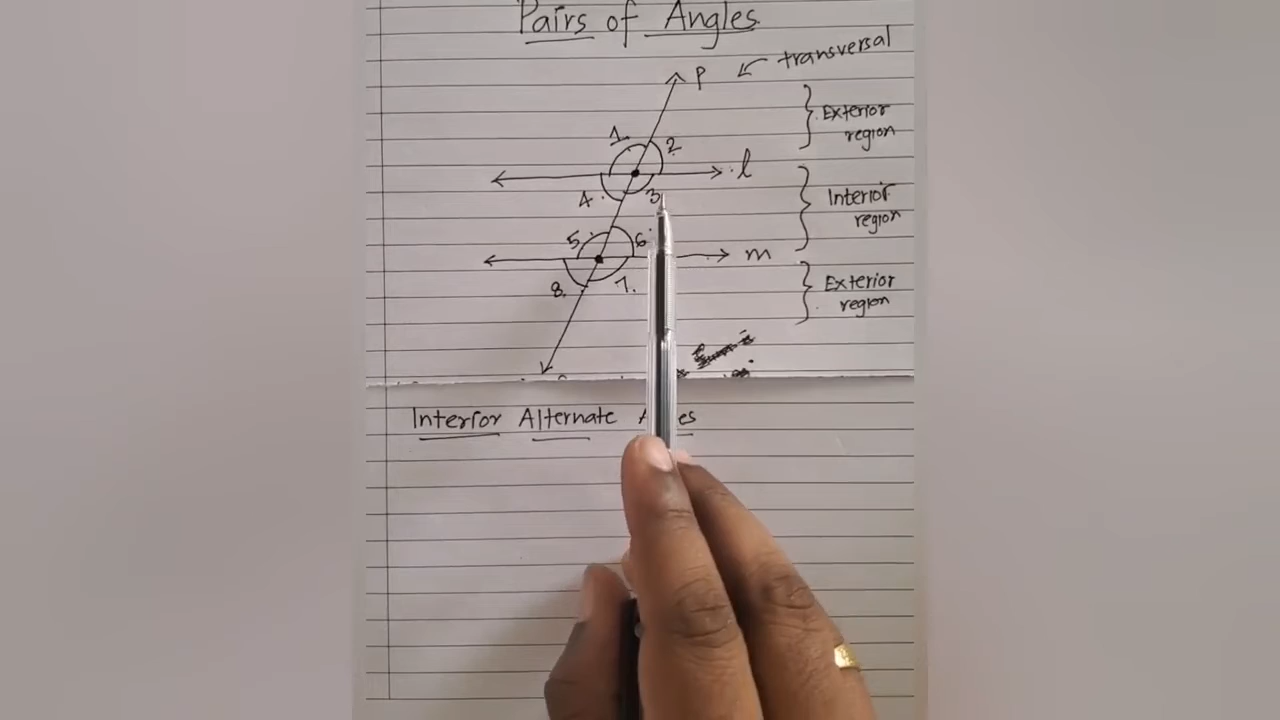 Pairs of Angles
P
transversal
Exterior
region
1
2
l
4
3
Interior
region
5
6
m
Exterior
region
8
7
Interior Alternate